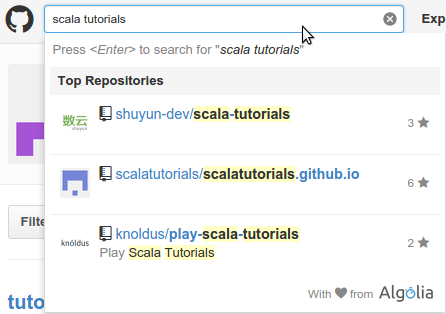 scala tutorials
Exp
Press <Enter> to search for "scala tutorials"
Top Repositories
数云
shuyun
shuyun-dev/scala-tutorials
3
scalatutorials/scalatutorials.github.io
6
knoldus
knoldus/play-scala-tutorials
2
Play Scala Tutorials
Filte
With from Algolia
tuto